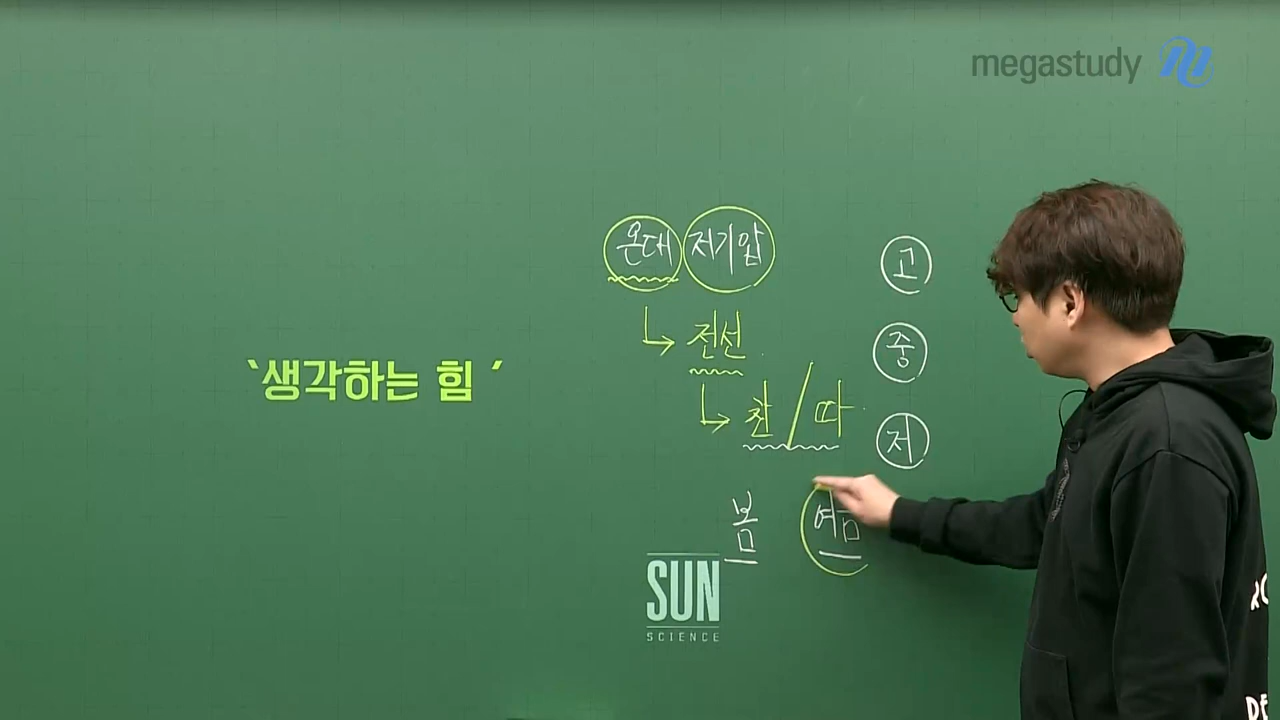 megastudy
온대 저기압
고
↳ 전선
중
‵생각하는 힘 ′
↳ 찬 / 따
저
봄 여름
SUN
SCIENCE